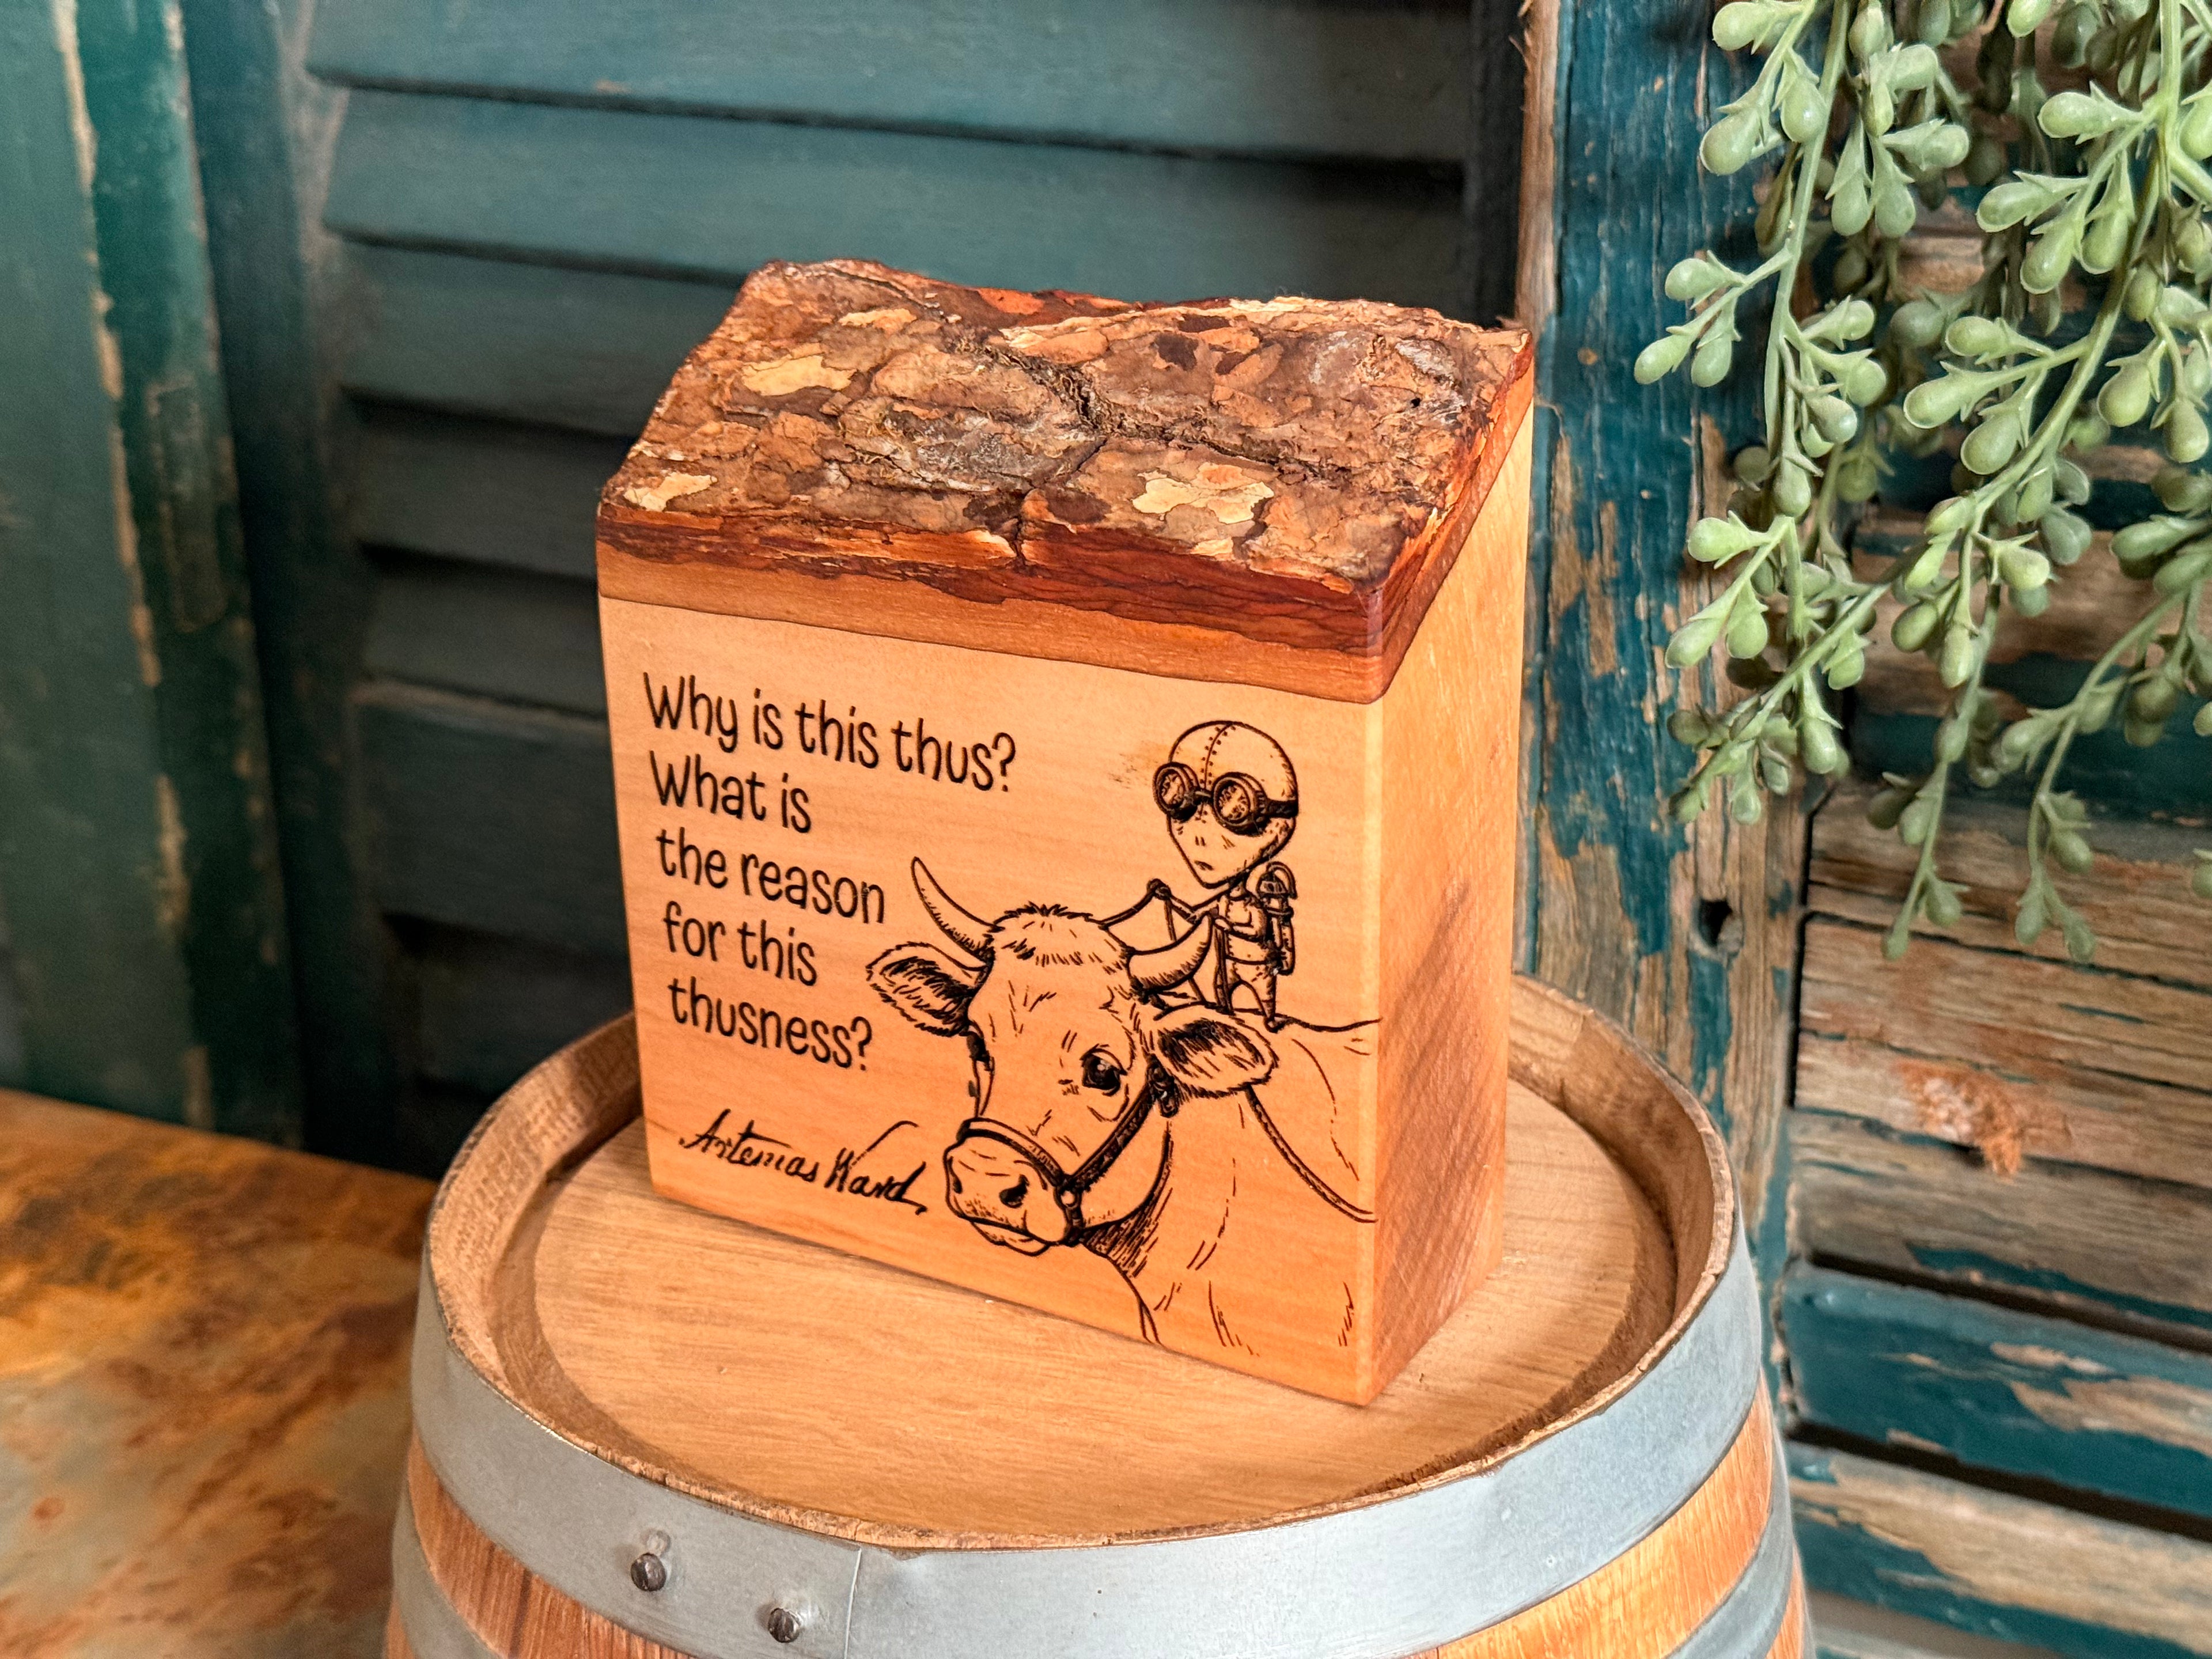 Why is this thus?
What is
the reason
for this
thusness?
Artemas Ward